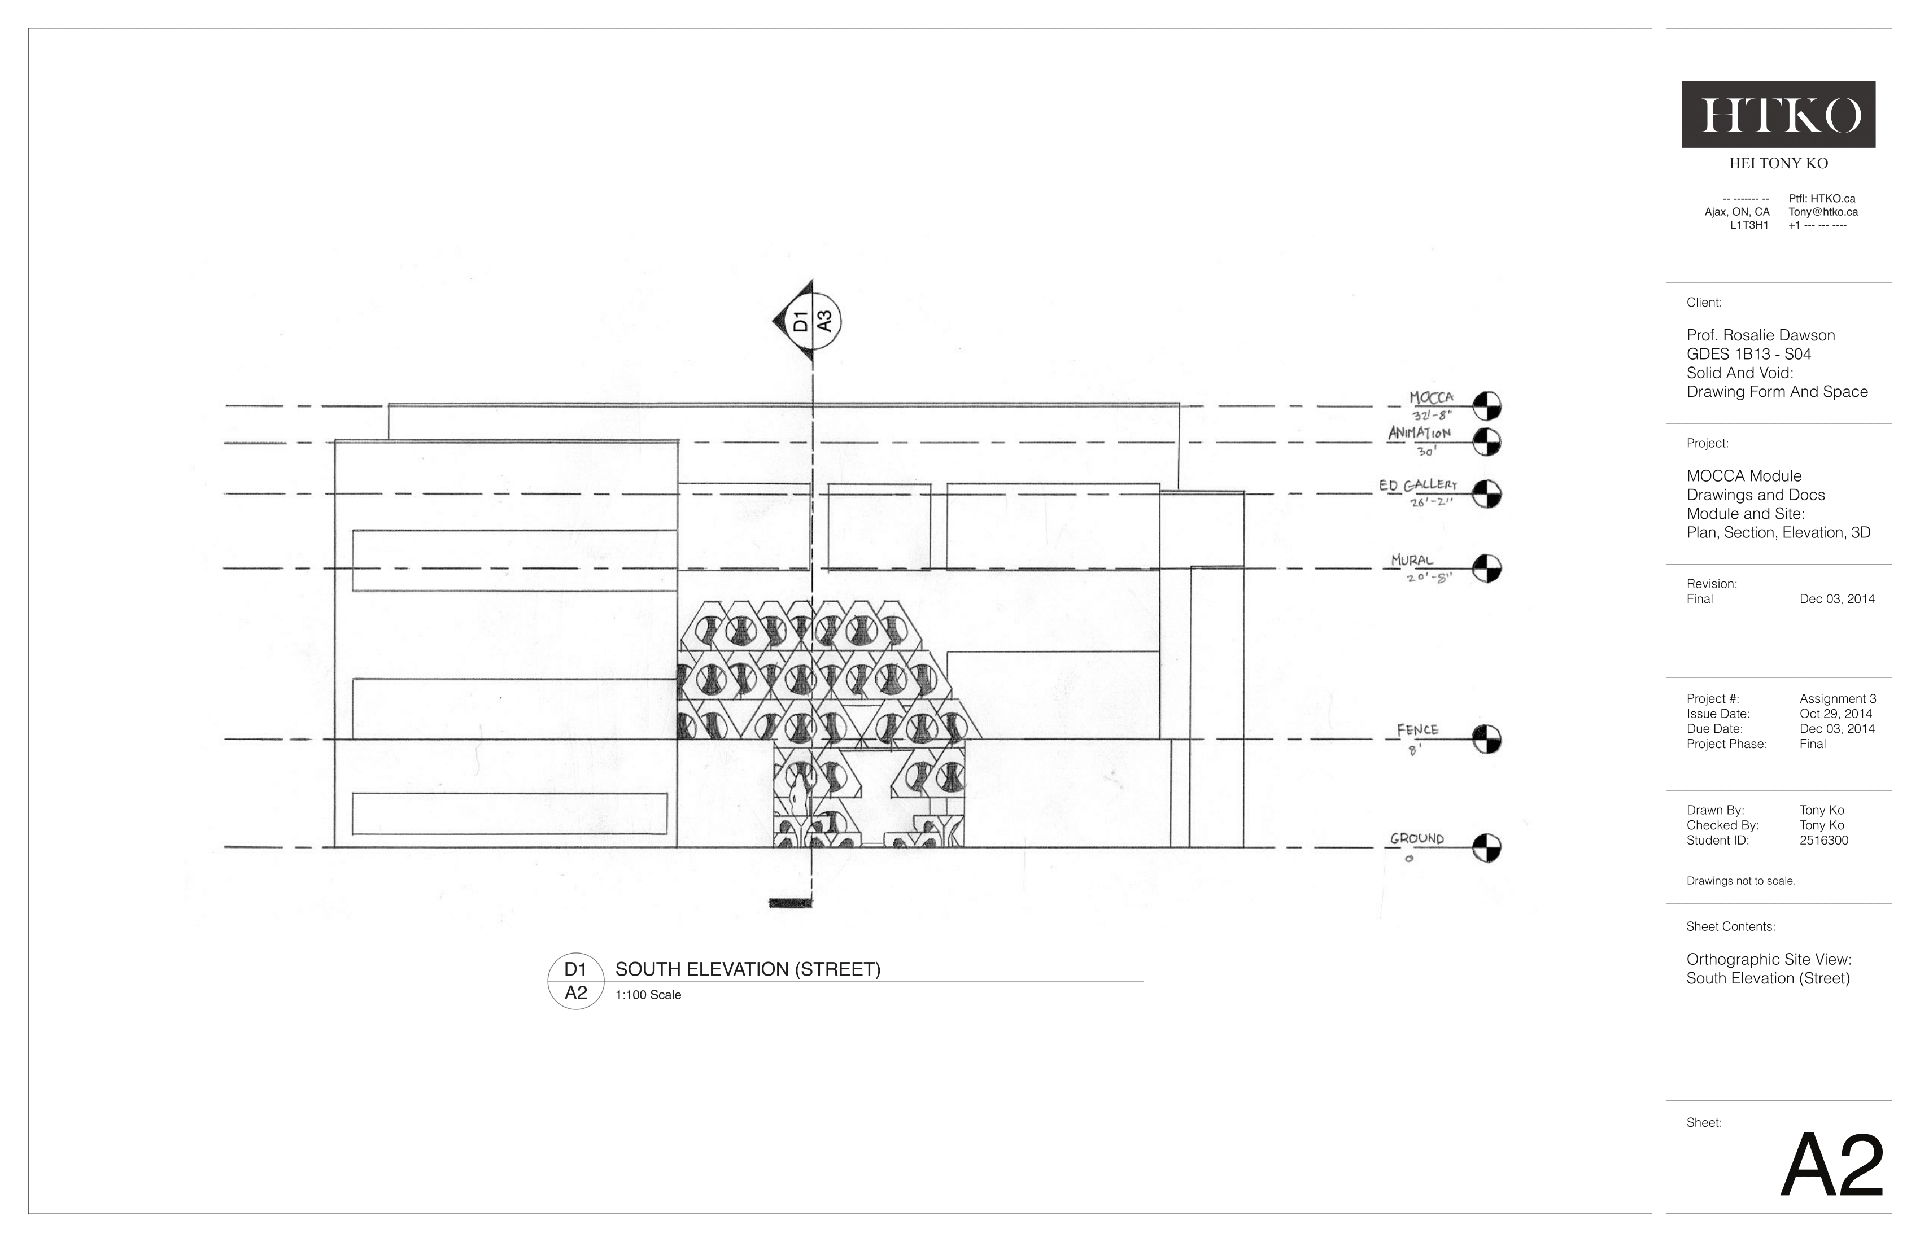 D1
A3
MOCCA
32'-8"
ANIMATION
30'
ED GALLERY
26'-2"
MURAL
20'-8"
FENCE
8'
GROUND
0
D1
A2
SOUTH ELEVATION (STREET)
1:100 Scale
HTKO
HEI TONY KO
-- ------- -- Ptfl: HTKO.ca
Ajax, ON, CA Tony@htko.ca
L1T3H1 +1 --- --- ----
Client:
Prof. Rosalie Dawson
GDES 1B13 - S04
Solid And Void:
Drawing Form And Space
Project:
MOCCA Module
Drawings and Docs
Module and Site:
Plan, Section, Elevation, 3D
Revision:
Final Dec 03, 2014
Project #: Assignment 3
Issue Date: Oct 29, 2014
Due Date: Dec 03, 2014
Project Phase: Final
Drawn By: Tony Ko
Checked By: Tony Ko
Student ID: 2516300
Drawings not to scale.
Sheet Contents:
Orthographic Site View:
South Elevation (Street)
Sheet:
A2